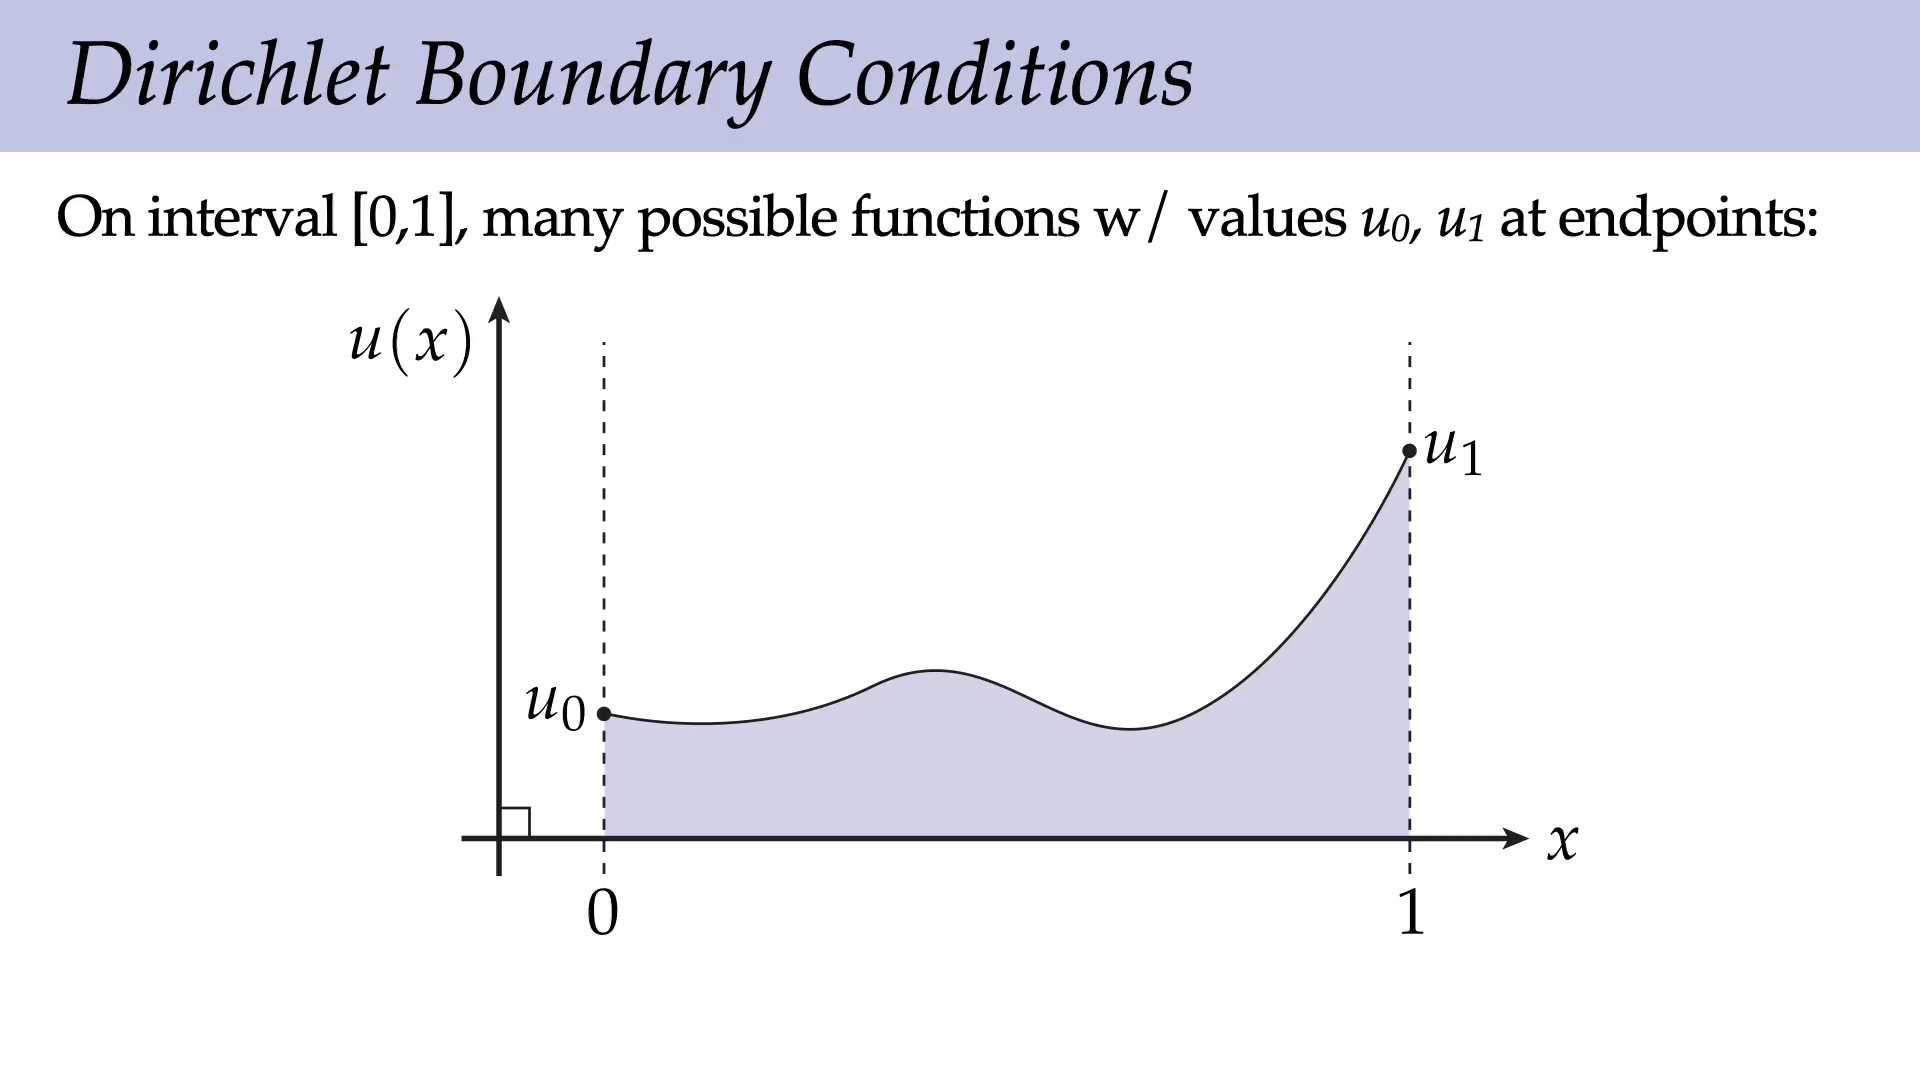 Dirichlet Boundary Conditions
On interval [0,1], many possible functions w/ values u₀, u₁ at endpoints:
u(x)
u₁
u₀
x
0
1